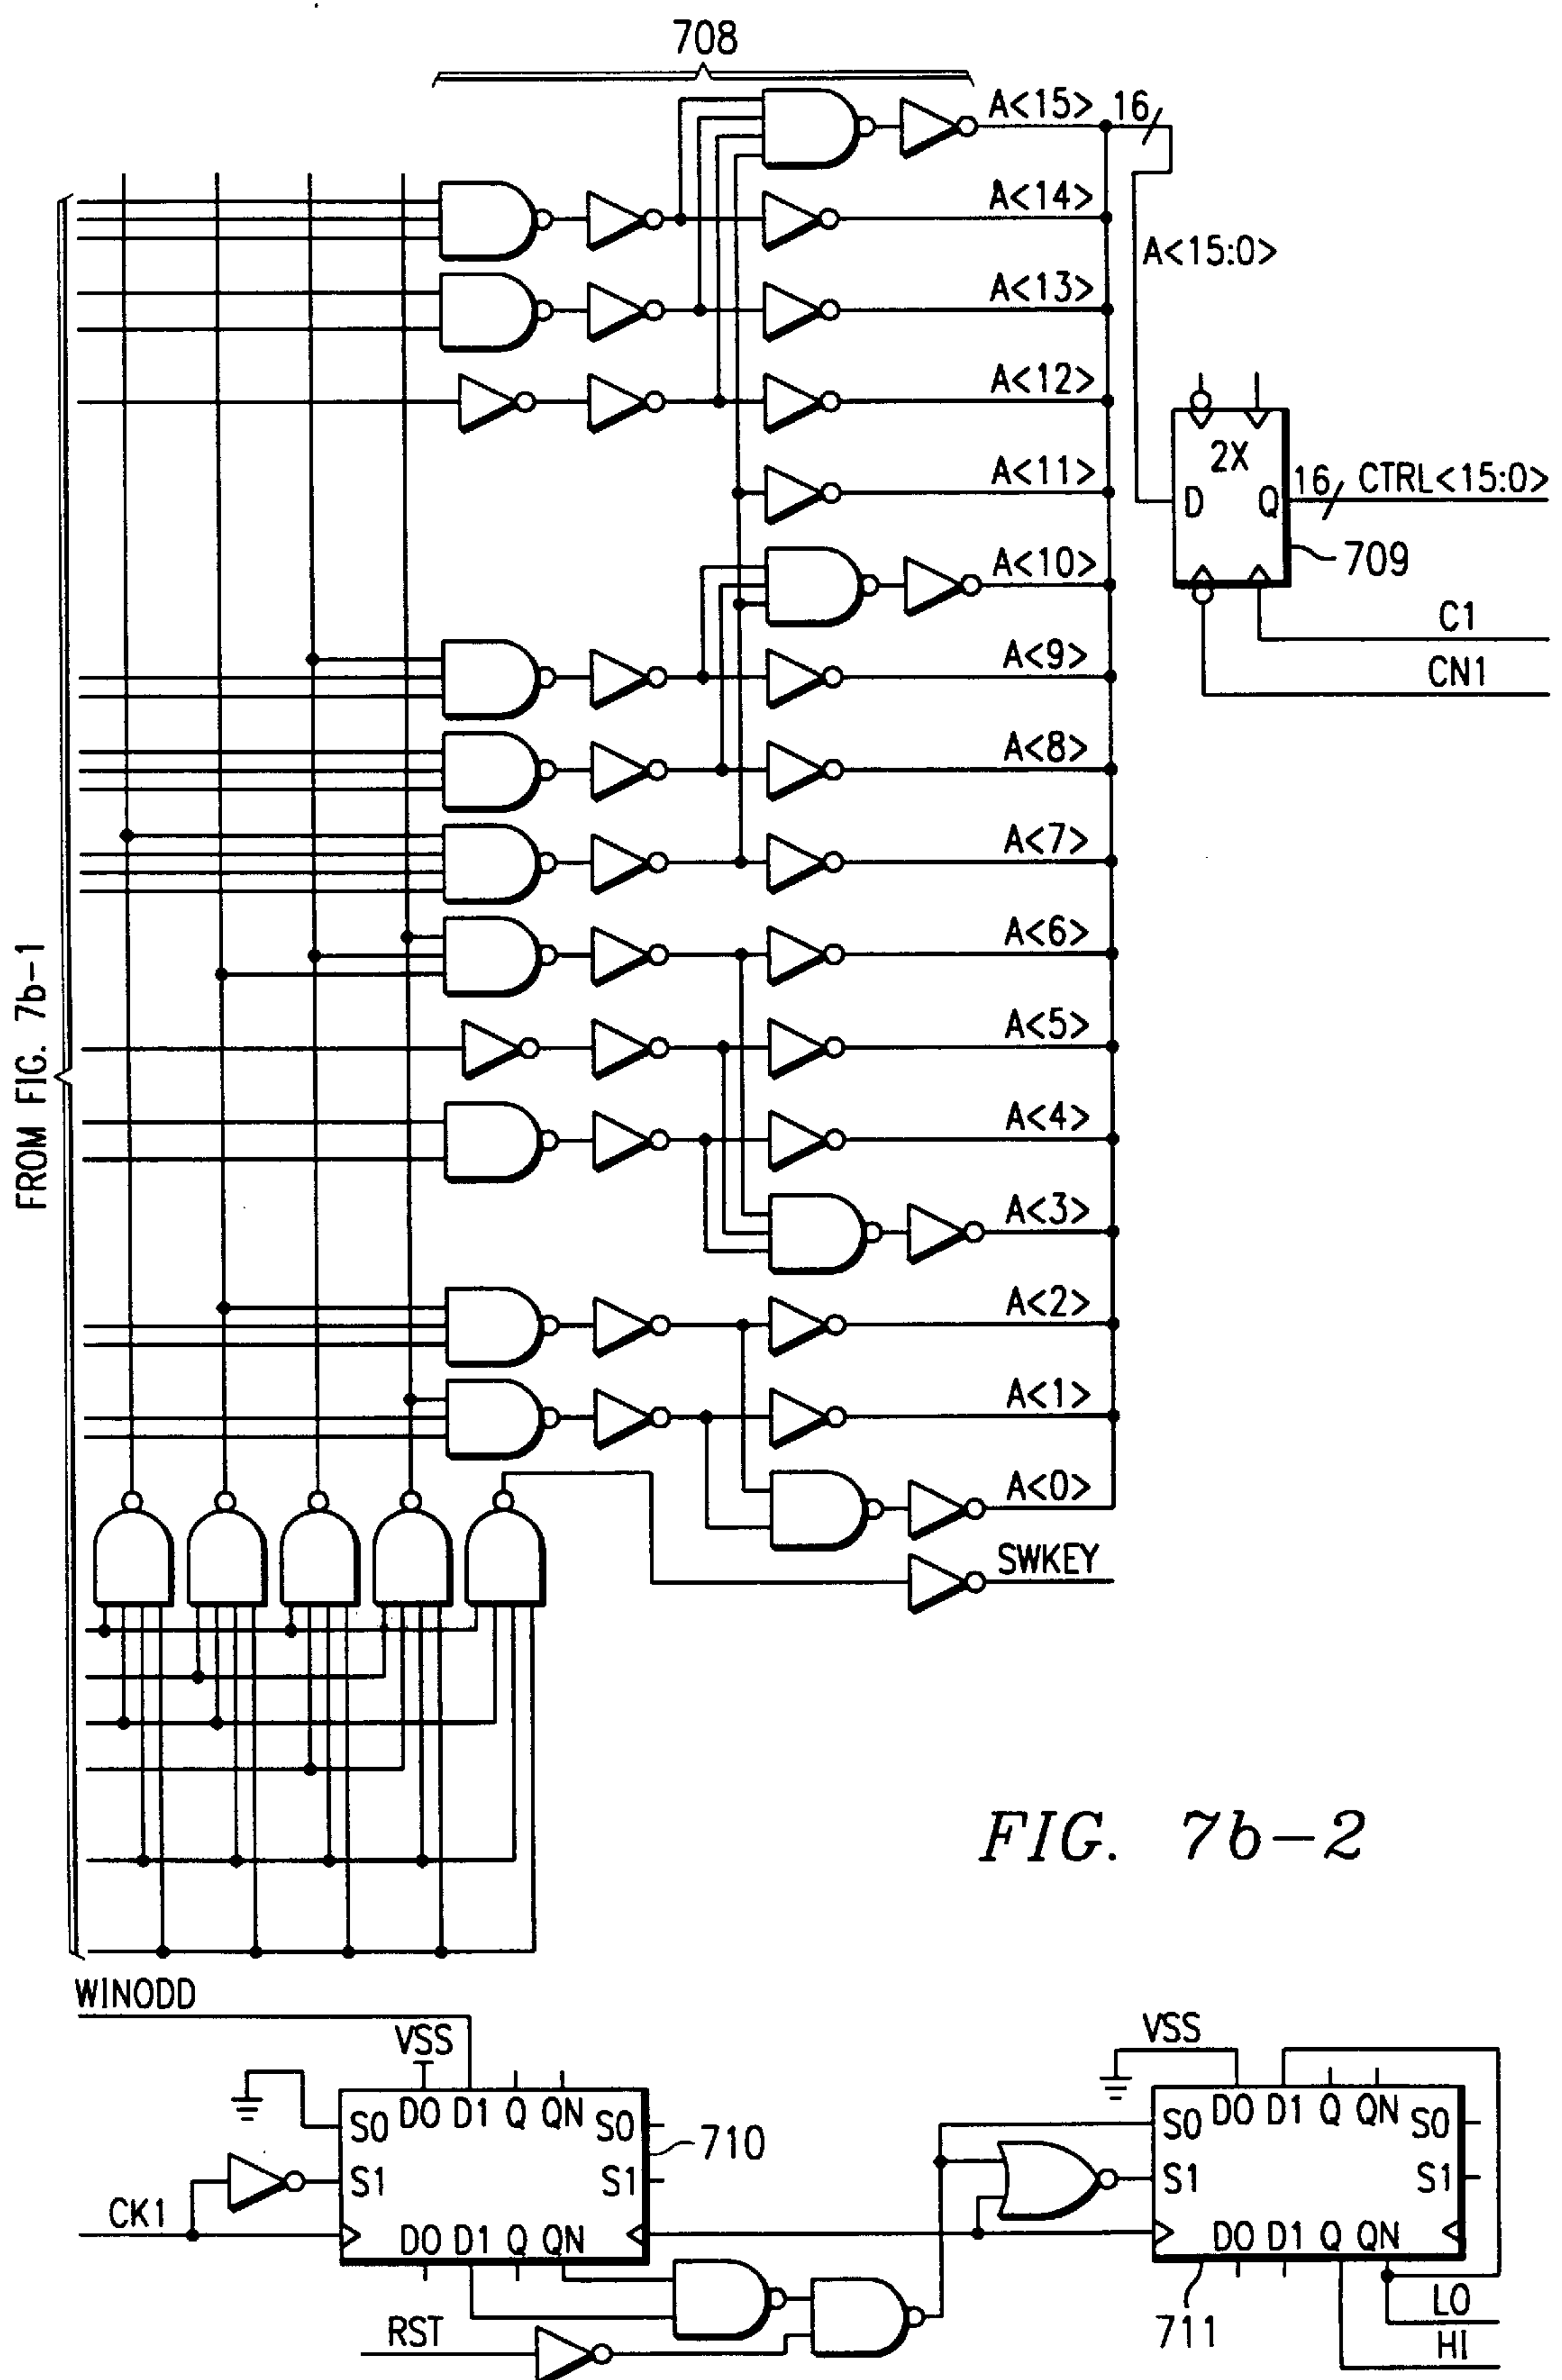 708
A<15> 16
A<14>
A<15:0>
A<13>
A<12>
2X
A<11>
D Q 16 CTRL<15:0>
709
A<10>
C1
A<9>
CN1
A<8>
A<7>
A<6>
FROM FIG. 7b-1
A<5>
A<4>
A<3>
A<2>
A<1>
A<0>
SWKEY
FIG. 7b-2
WINODD
VSS
VSS
S0 D0 D1 Q QN S0
710
S1 S1
CK1
D0 D1 Q QN
S0 D0 D1 Q QN S0
S1 S1
D0 D1 Q QN
RST
711
LO
HI